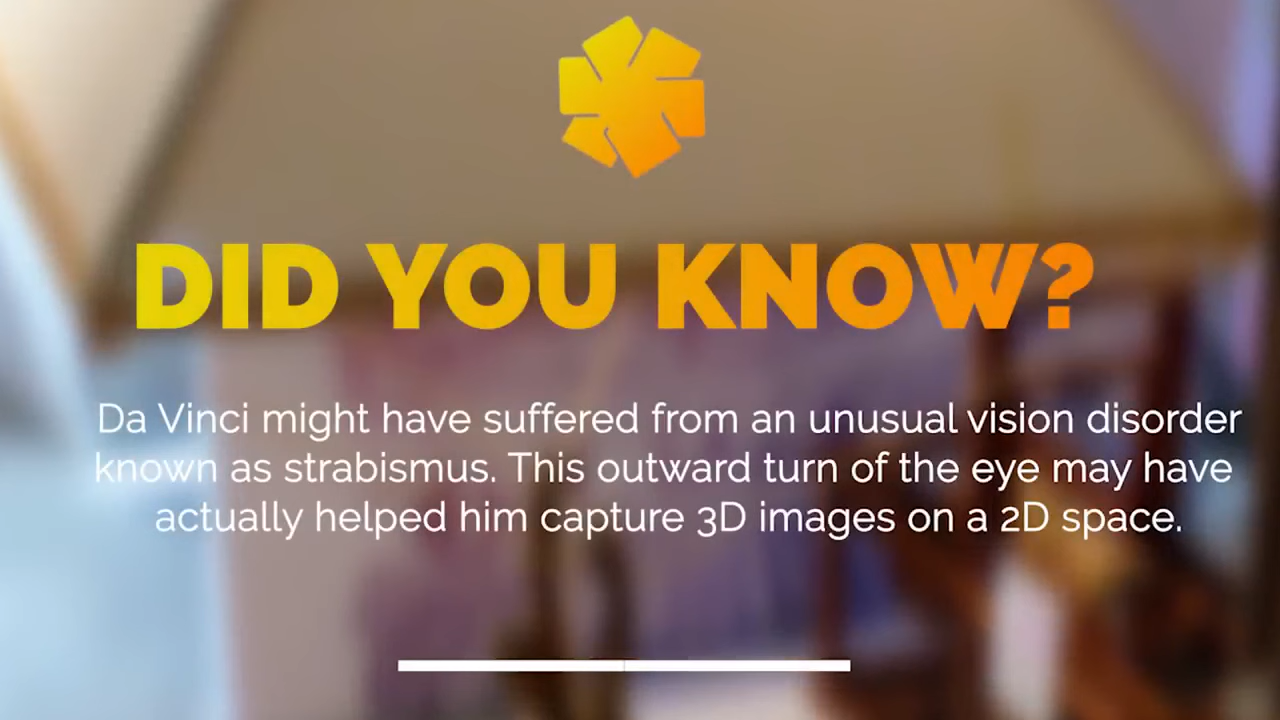 DID YOU KNOW?
Da Vinci might have suffered from an unusual vision disorder
known as strabismus. This outward turn of the eye may have
actually helped him capture 3D images on a 2D space.